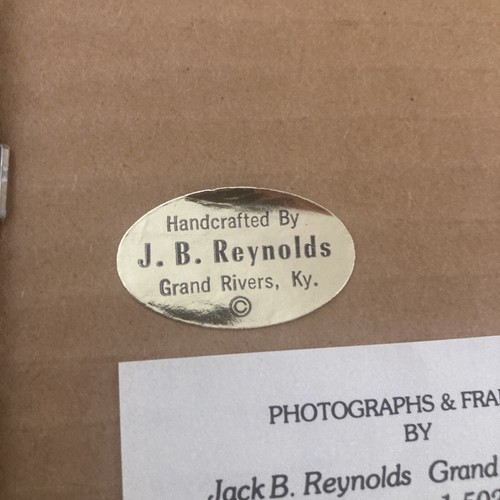 Handcrafted By
J. B. Reynolds
Grand Rivers, Ky.
©
PHOTOGRAPHS & FRA
BY
Jack B. Reynolds Grand